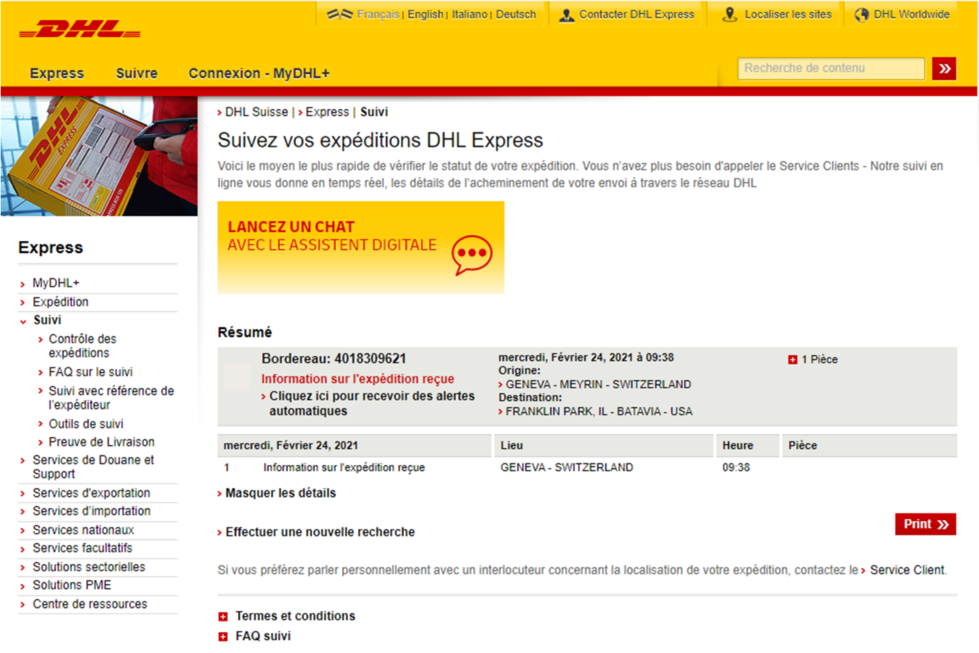 DHL
Français | English | Italiano | Deutsch
Contacter DHL Express
Localiser les sites
DHL Worldwide
Express Suivre Connexion - MyDHL+
Recherche de contenu
DHL Suisse | Express | Suivi
Suivez vos expéditions DHL Express
Voici le moyen le plus rapide de vérifier le statut de votre expédition. Vous n'avez plus besoin d'appeler le Service Clients - Notre suivi en
ligne vous donne en temps réel, les détails de l'acheminement de votre envoi à travers le réseau DHL
LANCEZ UN CHAT
AVEC LE ASSISTENT DIGITALE
DHL
EXPRESS
Express
MyDHL+
Expédition
Suivi
Contrôle des
expéditions
FAQ sur le suivi
Suivi avec référence de
l'expéditeur
Outils de suivi
Preuve de Livraison
Services de Douane et
Support
Services d'exportation
Services d'importation
Services nationaux
Services facultatifs
Solutions sectorielles
Solutions PME
Centre de ressources
Résumé
Bordereau: 4018309621
Information sur l'expédition reçue
Cliquez ici pour recevoir des alertes
automatiques
mercredi, Février 24, 2021 à 09:38
Origine:
GENEVA - MEYRIN - SWITZERLAND
Destination:
FRANKLIN PARK, IL - BATAVIA - USA
1 Pièce
mercredi, Février 24, 2021 Lieu Heure Pièce
1 Information sur l'expédition reçue GENEVA - SWITZERLAND 09:38
Masquer les détails
Effectuer une nouvelle recherche
Print
Si vous préférez parler personnellement avec un interlocuteur concernant la localisation de votre expédition, contactez le Service Client.
Termes et conditions
FAQ suivi